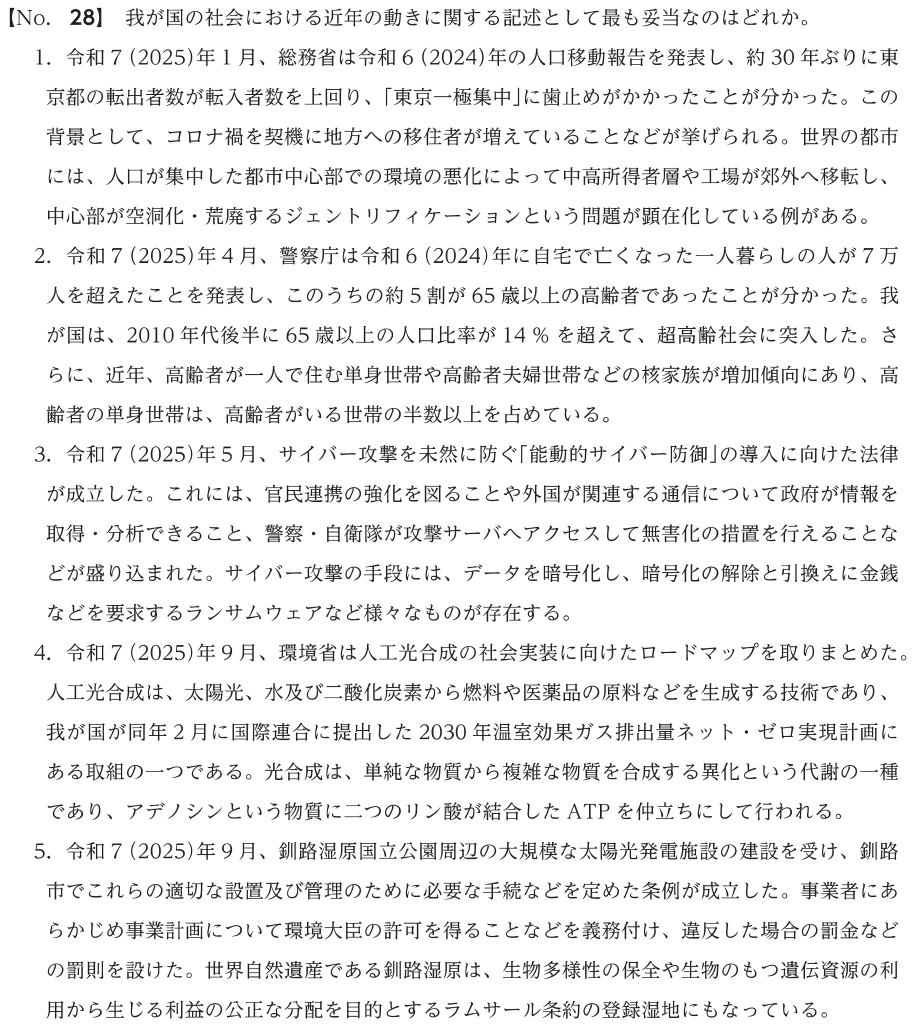 【No. 28】 我が国の社会における近年の動きに関する記述として最も妥当なのはどれか。
1. 令和7(2025)年1月、総務省は令和6(2024)年の人口移動報告を発表し、約30年ぶりに東
京都の転出者数が転入者数を上回り、「東京一極集中」に歯止めがかかったことが分かった。この
背景として、コロナ禍を契機に地方への移住者が増えていることなどが挙げられる。世界の都市
には、人口が集中した都市中心部での環境の悪化によって中高所得者層や工場が郊外へ移転し、
中心部が空洞化・荒廃するジェントリフィケーションという問題が顕在化している例がある。
2. 令和7(2025)年4月、警察庁は令和6(2024)年に自宅で亡くなった一人暮らしの人が7万
人を超えたことを発表し、このうちの約5割が65歳以上の高齢者であったことが分かった。我
が国は、2010年代後半に65歳以上の人口比率が14%を超えて、超高齢社会に突入した。さ
らに、近年、高齢者が一人で住む単身世帯や高齢者夫婦世帯などの核家族が増加傾向にあり、高
齢者の単身世帯は、高齢者がいる世帯の半数以上を占めている。
3. 令和7(2025)年5月、サイバー攻撃を未然に防ぐ「能動的サイバー防御」の導入に向けた法律
が成立した。これには、官民連携の強化を図ることや外国が関連する通信について政府が情報を
取得・分析できること、警察・自衛隊が攻撃サーバへアクセスして無害化の措置を行えることな
どが盛り込まれた。サイバー攻撃の手段には、データを暗号化し、暗号化の解除と引換えに金銭
などを要求するランサムウェアなど様々なものが存在する。
4. 令和7(2025)年9月、環境省は人工光合成の社会実装に向けたロードマップを取りまとめた。
人工光合成は、太陽光、水及び二酸化炭素から燃料や医薬品の原料などを生成する技術であり、
我が国が同年2月に国際連合に提出した2030年温室効果ガス排出量ネット・ゼロ実現計画に
ある取組の一つである。光合成は、単純な物質から複雑な物質を合成する異化という代謝の一種
であり、アデノシンという物質に二つのリン酸が結合したATPを仲立ちにして行われる。
5. 令和7(2025)年9月、釧路湿原国立公園周辺の大規模な太陽光発電施設の建設を受け、釧路
市でこれらの適切な設置及び管理のために必要な手続などを定めた条例が成立した。事業者にあ
らかじめ事業計画について環境大臣の許可を得ることなどを義務付け、違反した場合の罰金など
の罰則を設けた。世界自然遺産である釧路湿原は、生物多様性の保全や生物のもつ遺伝資源の利
用から生じる利益の公正な分配を目的とするラムサール条約の登録湿地にもなっている。